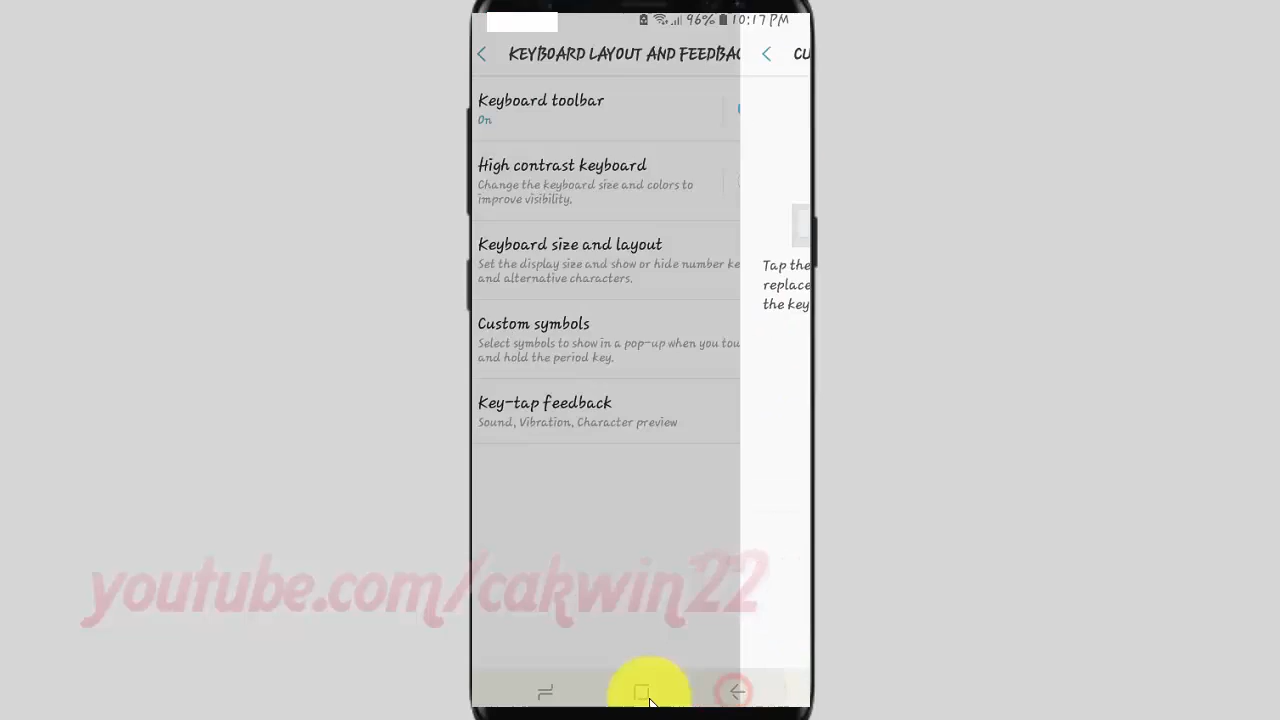 96% 10:17 PM
KEYBOARD LAYOUT AND FEEDBAC
CU
Keyboard toolbar
On
High contrast keyboard
Change the keyboard size and colors to
improve visibility.
Keyboard size and layout
Set the display size and show or hide number ke
and alternative characters.
Tap the
replace
the key
Custom symbols
Select symbols to show in a pop-up when you tou
and hold the period key.
Key-tap feedback
Sound, Vibration, Character preview
youtube.com/cakwin22